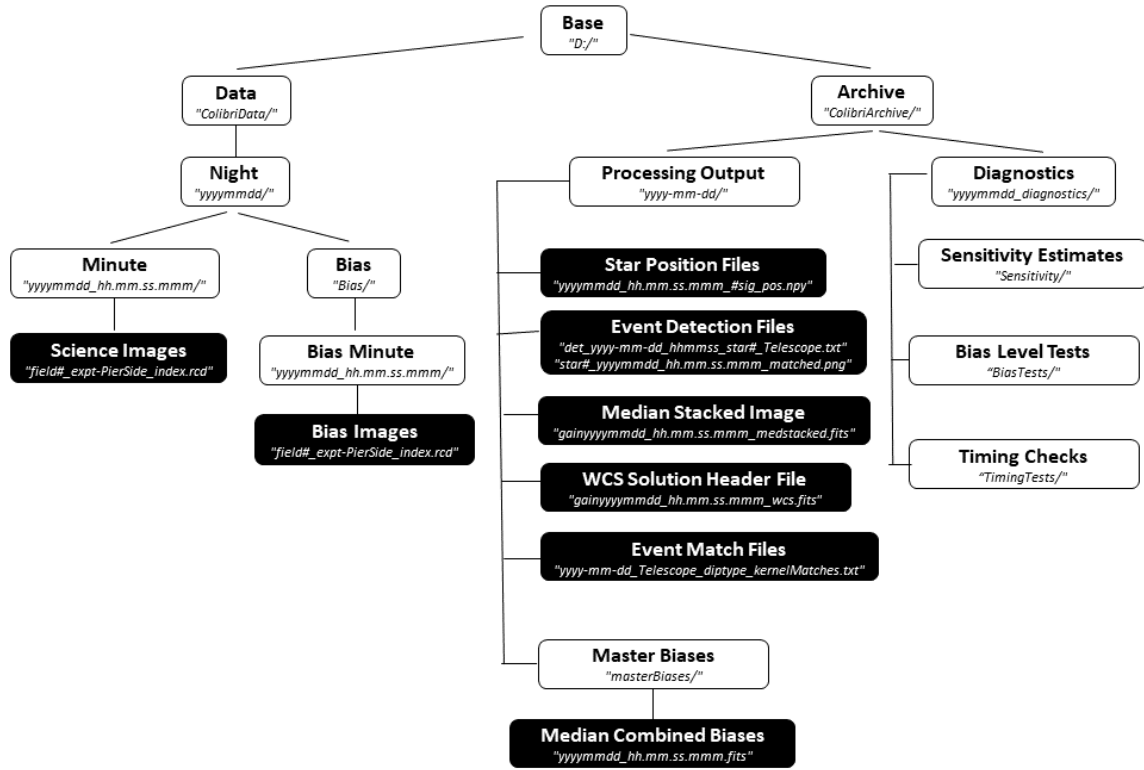 Base
"D:/"
Data
"ColibriData/"
Archive
"ColibriArchive/"
Night
"yyyymmdd/"
Processing Output
"yyyy-mm-dd/"
Diagnostics
"yyyymmdd_diagnostics/"
Minute
"yyyymmdd_hh.mm.ss.mmm/"
Bias
"Bias/"
Star Position Files
"yyyymmdd_hh.mm.ss.mmm_#sig_pos.npy"
Sensitivity Estimates
"Sensitivity/"
Science Images
"field#_expt-PierSide_index.rcd"
Bias Minute
"yyyymmdd_hh.mm.ss.mmm/"
Event Detection Files
"det_yyyy-mm-dd_hhmmss_star#_Telescope.txt"
"star#_yyyymmdd_hh.mm.ss.mmm_matched.png"
Bias Level Tests
“BiasTests/"
Bias Images
"field#_expt-PierSide_index.rcd"
Median Stacked Image
"gainyyyymmdd_hh.mm.ss.mmm_medstacked.fits"
Timing Checks
“TimingTests/"
WCS Solution Header File
"gainyyyymmdd_hh.mm.ss.mmm_wcs.fits"
Event Match Files
"yyyy-mm-dd_Telescope_diptype_kernelMatches.txt"
Master Biases
"masterBiases/"
Median Combined Biases
"yyyymmdd_hh.mm.ss.mmm.fits"